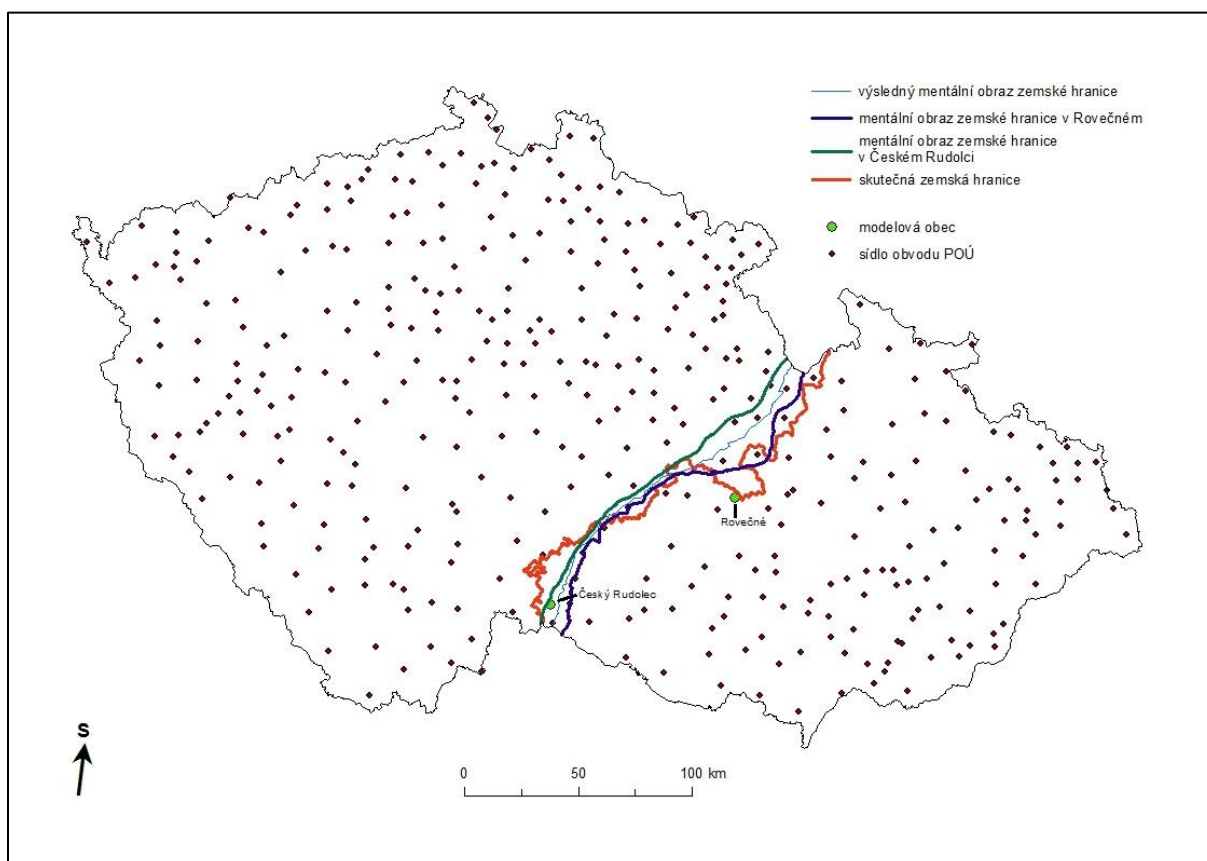 výsledný mentální obraz zemské hranice
mentální obraz zemské hranice v Rovečném
mentální obraz zemské hranice
v Českém Rudolci
skutečná zemská hranice
modelová obec
sídlo obvodu POÚ
Rovečné
Český Rudolec
S
0 50 100 km